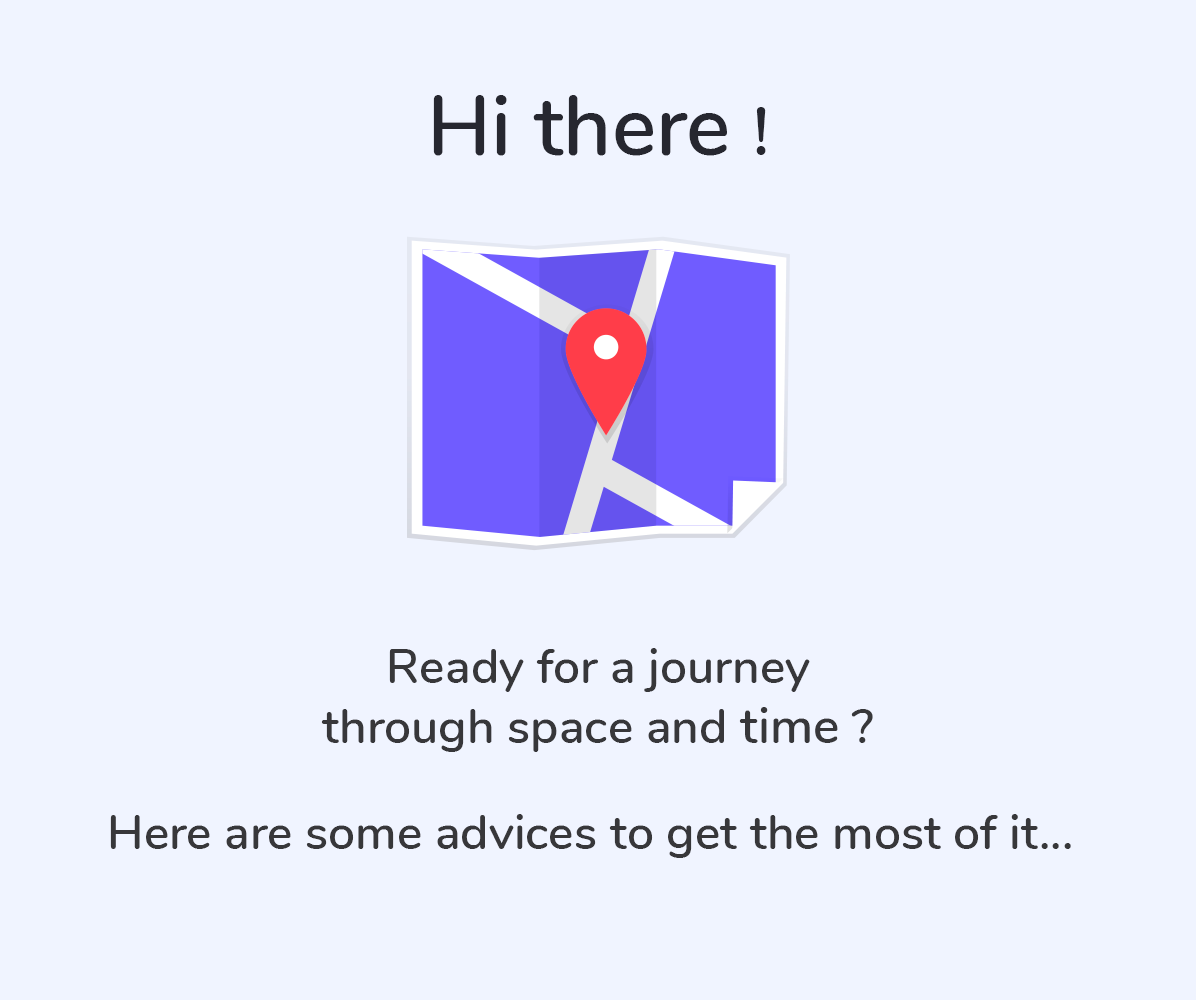 Hi there !
Ready for a journey
through space and time ?
Here are some advices to get the most of it...